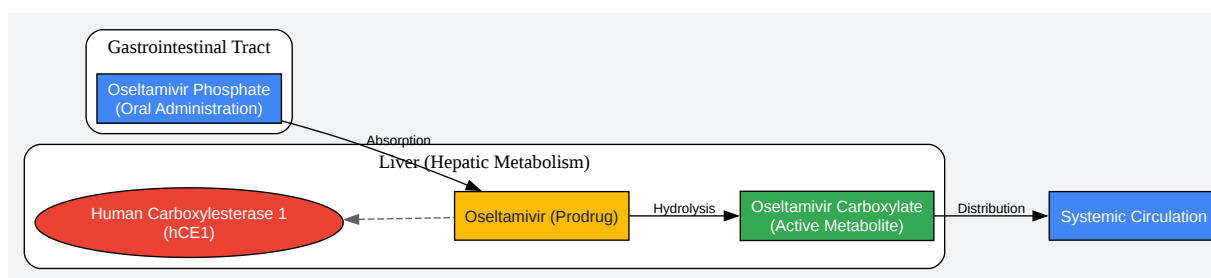 Gastrointestinal Tract
Oseltamivir Phosphate
(Oral Administration)
Absorption
Liver (Hepatic Metabolism)
Human Carboxylesterase 1
(hCE1)
Oseltamivir (Prodrug)
Hydrolysis
Oseltamivir Carboxylate
(Active Metabolite)
Distribution
Systemic Circulation